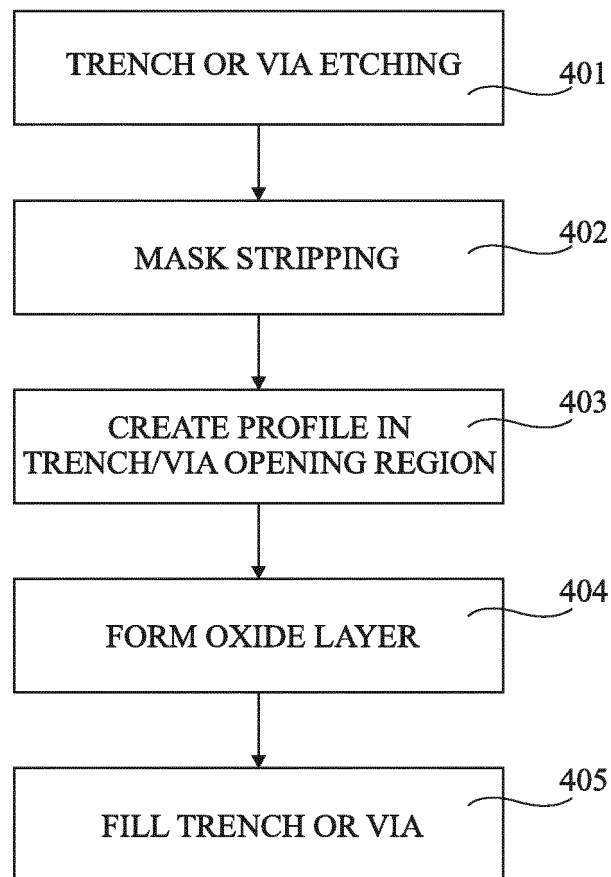 TRENCH OR VIA ETCHING
401
MASK STRIPPING
402
CREATE PROFILE IN
TRENCH/VIA OPENING REGION
403
FORM OXIDE LAYER
404
FILL TRENCH OR VIA
405